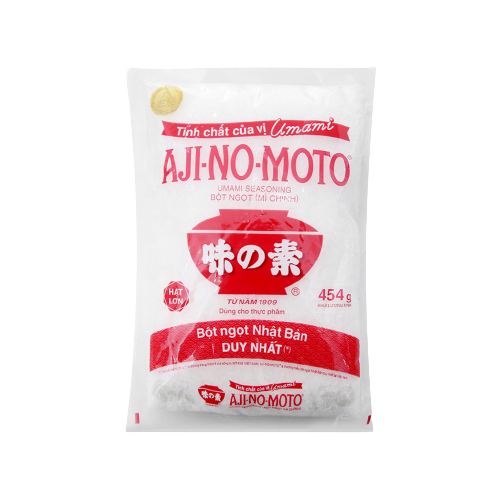 Tinh chất của vị Umami
AJI-NO-MOTO®
UMAMI SEASONING
BỘT NGỌT (MÌ CHÍNH)
味の素
®
HẠT
LỚN
454g
TỪ NĂM 1909
Dùng cho thực phẩm
Bột ngọt Nhật Bản
DUY NHẤT (*)
Tinh chất của vị Umami
味の素
AJI-NO-MOTO®